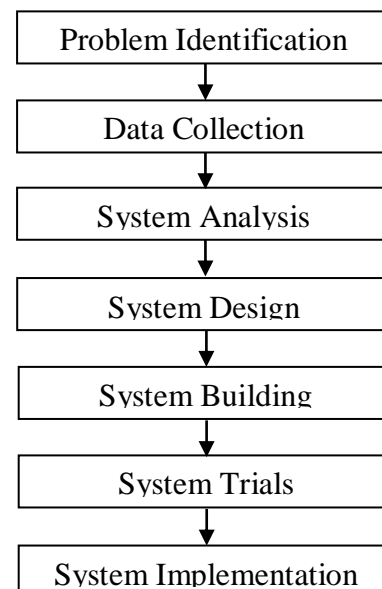 Problem Identification
Data Collection
System Analysis
System Design
System Building
System Trials
System Implementation